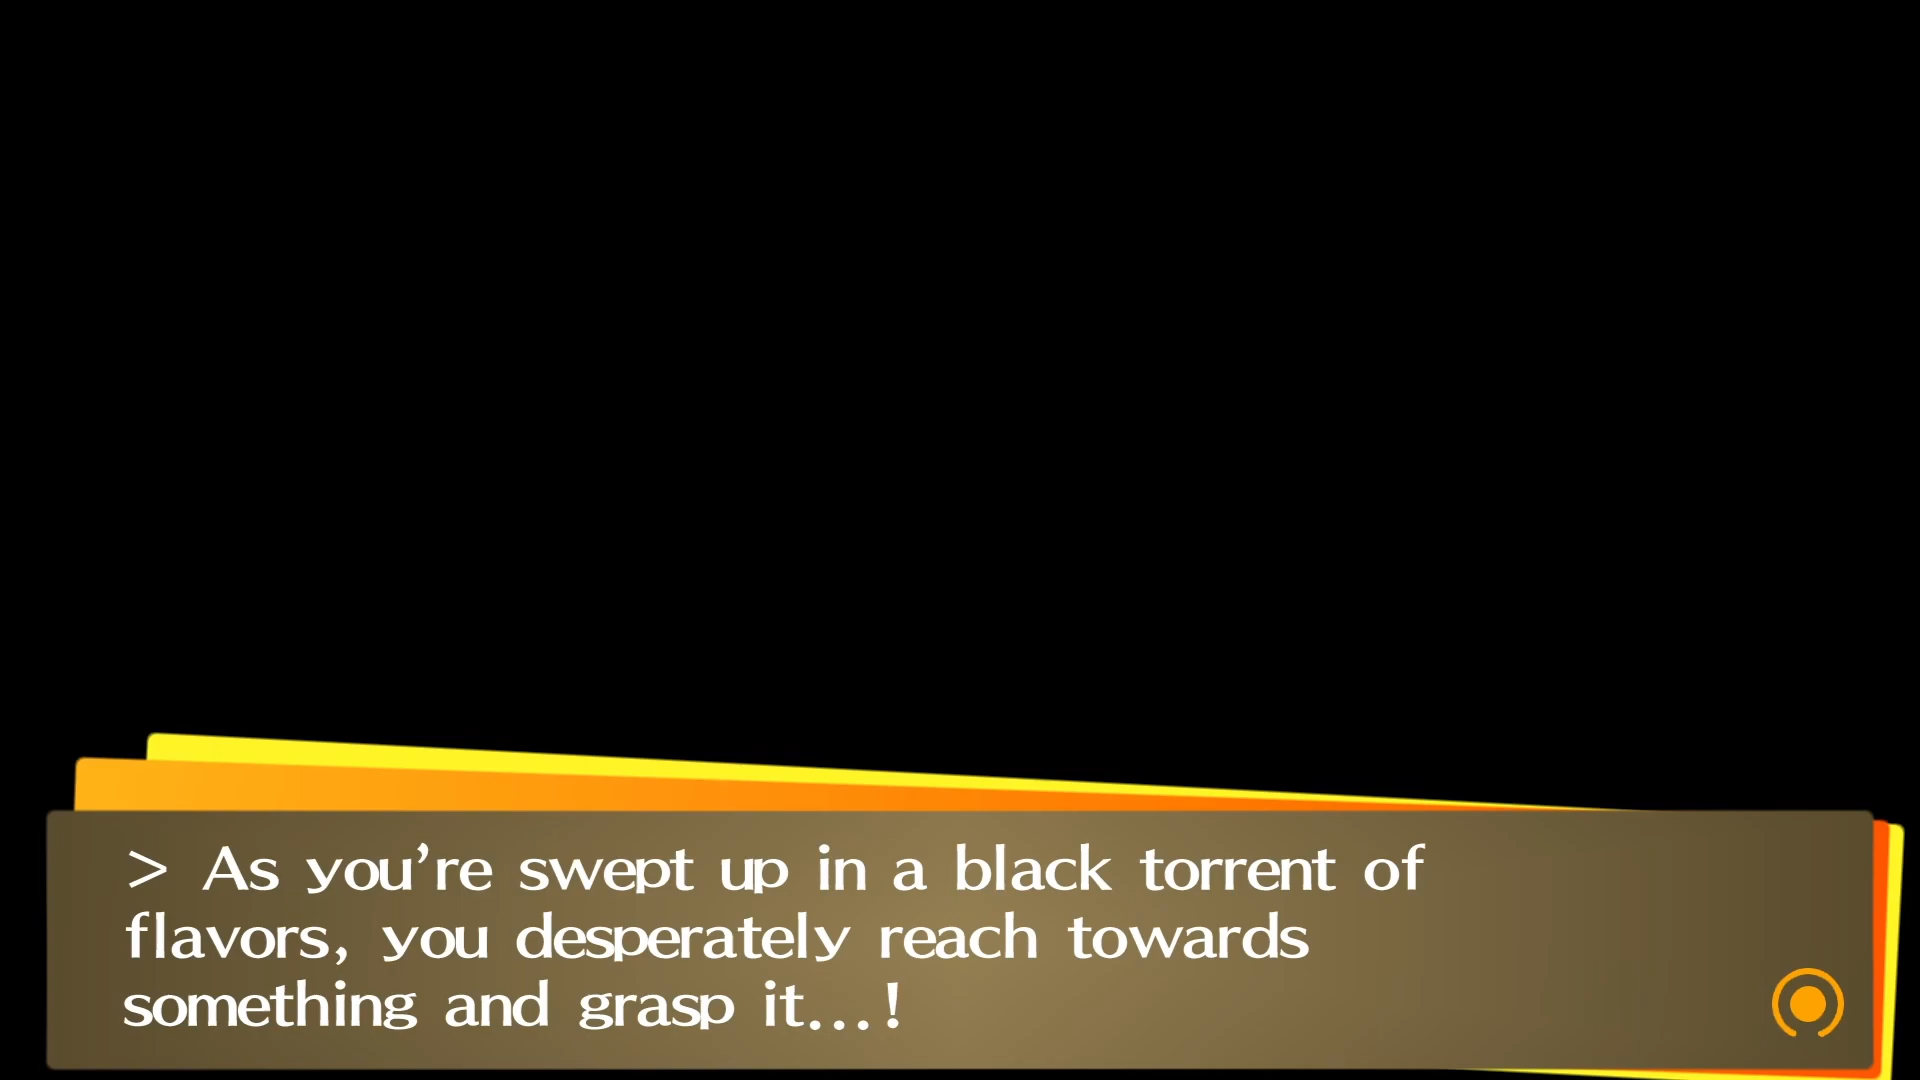 > As you’re swept up in a black torrent of
flavors, you desperately reach towards
something and grasp it...!